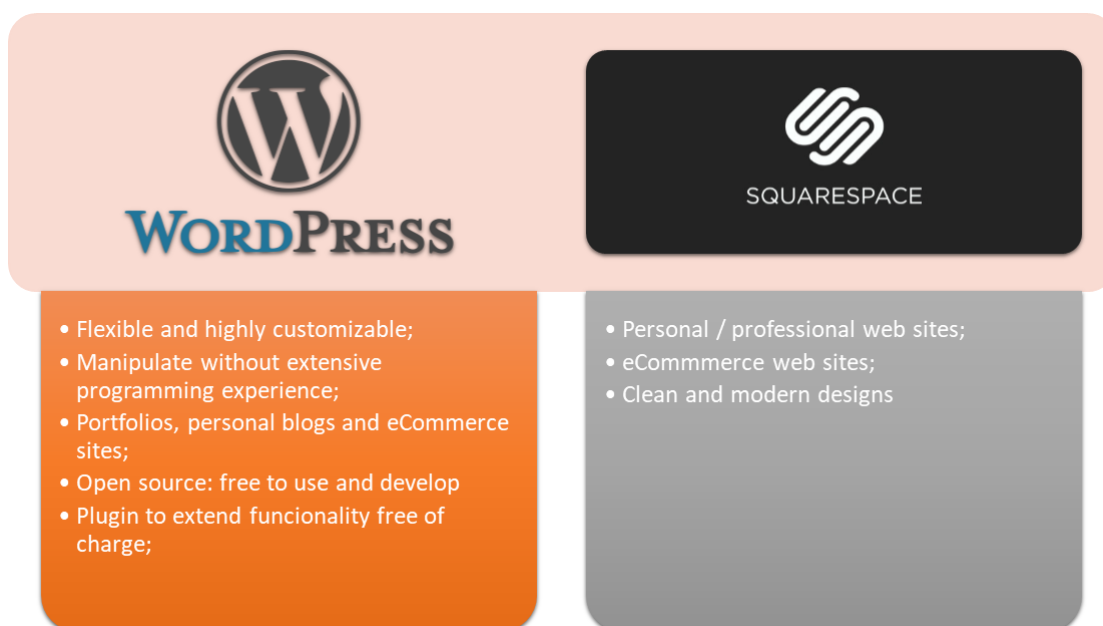 WORDPRESS
SQUARESPACE
• Flexible and highly customizable;
• Manipulate without extensive
programming experience;
• Portfolios, personal blogs and eCommerce
sites;
• Open source: free to use and develop
• Plugin to extend funcionality free of
charge;
• Personal / professional web sites;
• eCommmerce web sites;
• Clean and modern designs